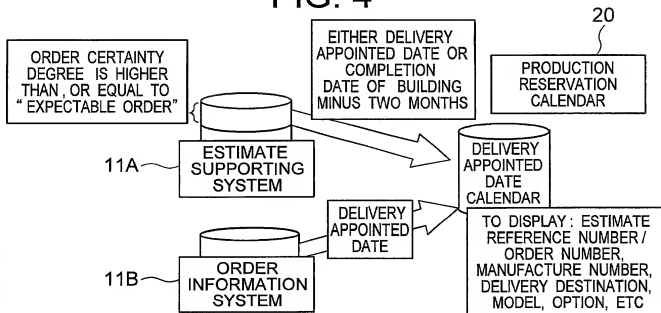 FIG. 4
20
ORDER CERTAINTY
DEGREE IS HIGHER
THAN, OR EQUAL TO
"EXPECTABLE ORDER"
EITHER DELIVERY
APPOINTED DATE OR
COMPLETION
DATE OF BUILDING
MINUS TWO MONTHS
PRODUCTION
RESERVATION
CALENDAR
11A
ESTIMATE
SUPPORTING
SYSTEM
DELIVERY
APPOINTED
DATE
CALENDAR
DELIVERY
APPOINTED
DATE
11B
ORDER
INFORMATION
SYSTEM
TO DISPLAY : ESTIMATE
REFERENCE NUMBER /
ORDER NUMBER,
MANUFACTURE NUMBER,
DELIVERY DESTINATION,
MODEL, OPTION, ETC